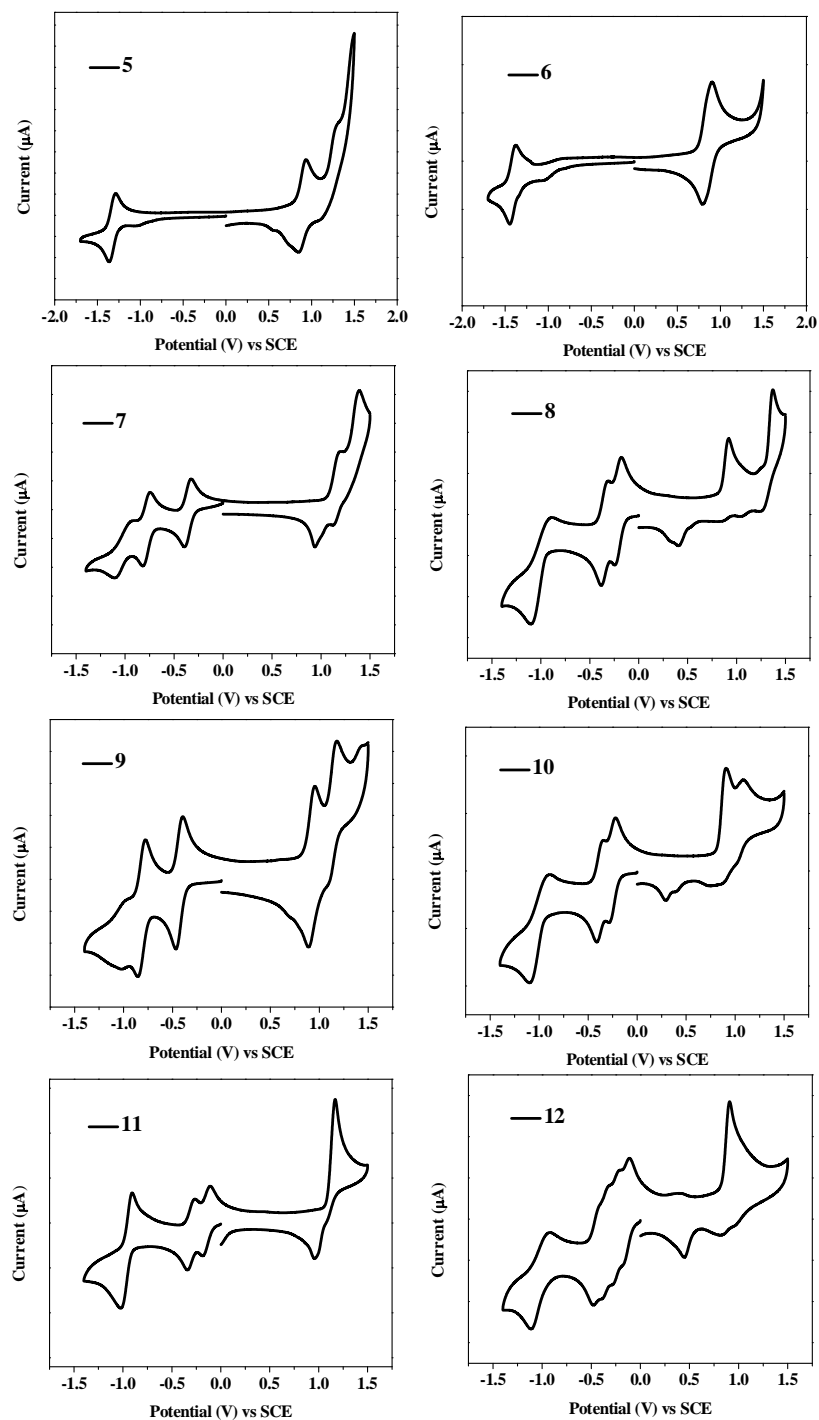 5
Current (µA)
-2.0 -1.5 -1.0 -0.5 0.0 0.5 1.0 1.5 2.0
Potential (V) vs SCE
6
Current (µA)
-2.0 -1.5 -1.0 -0.5 0.0 0.5 1.0 1.5 2.0
Potential (V) vs SCE
7
Current (µA)
-1.5 -1.0 -0.5 0.0 0.5 1.0 1.5
Potential (V) vs SCE
8
Current (µA)
-1.5 -1.0 -0.5 0.0 0.5 1.0 1.5
Potential (V) vs SCE
9
Current (µA)
-1.5 -1.0 -0.5 0.0 0.5 1.0 1.5
Potential (V) vs SCE
10
Current (µA)
-1.5 -1.0 -0.5 0.0 0.5 1.0 1.5
Potential (V) vs SCE
11
Current (µA)
-1.5 -1.0 -0.5 0.0 0.5 1.0 1.5
Potential (V) vs SCE
12
Current (µA)
-1.5 -1.0 -0.5 0.0 0.5 1.0 1.5
Potential (V) vs SCE